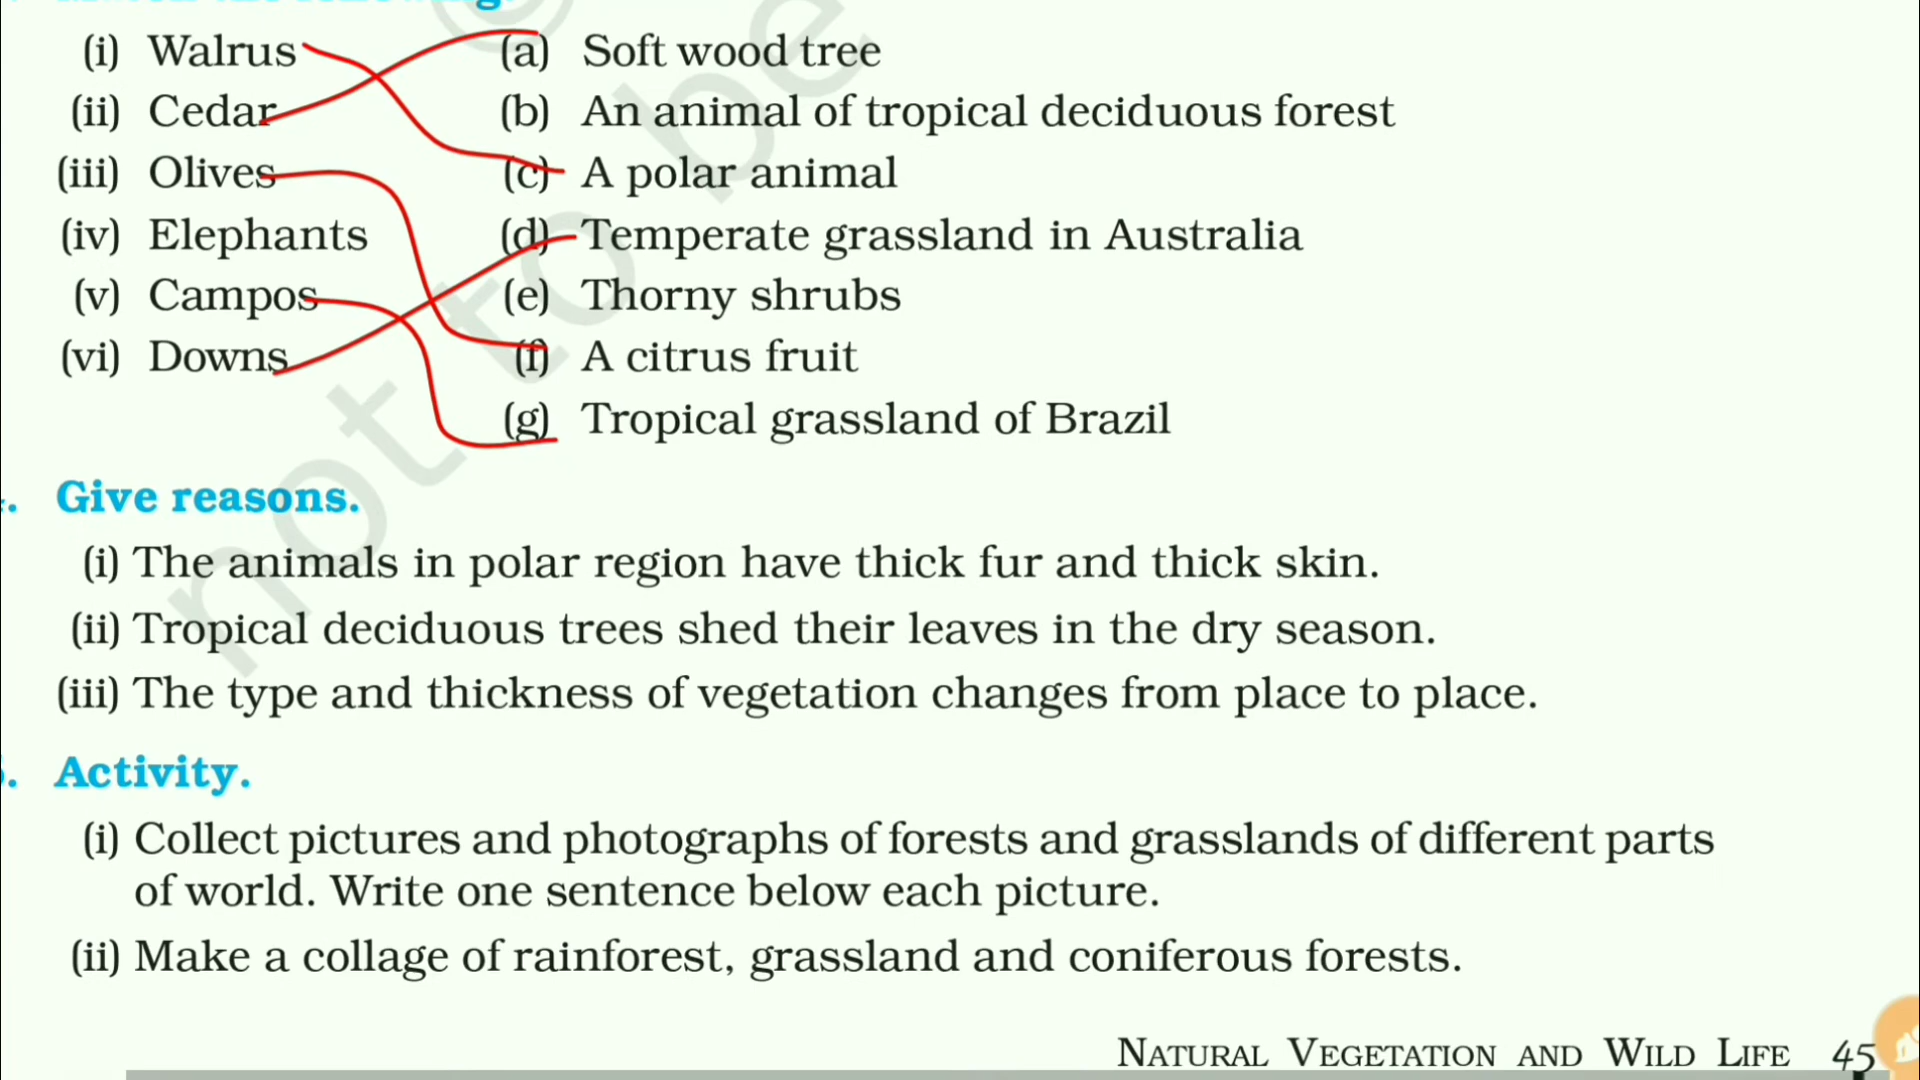 (i) Walrus (a) Soft wood tree
(ii) Cedar (b) An animal of tropical deciduous forest
(iii) Olives (c) A polar animal
(iv) Elephants (d) Temperate grassland in Australia
(v) Campos (e) Thorny shrubs
(vi) Downs (f) A citrus fruit
(g) Tropical grassland of Brazil
Give reasons.
(i) The animals in polar region have thick fur and thick skin.
(ii) Tropical deciduous trees shed their leaves in the dry season.
(iii) The type and thickness of vegetation changes from place to place.
Activity.
(i) Collect pictures and photographs of forests and grasslands of different parts
of world. Write one sentence below each picture.
(ii) Make a collage of rainforest, grassland and coniferous forests.
NATURAL VEGETATION AND WILD LIFE 45
not to be